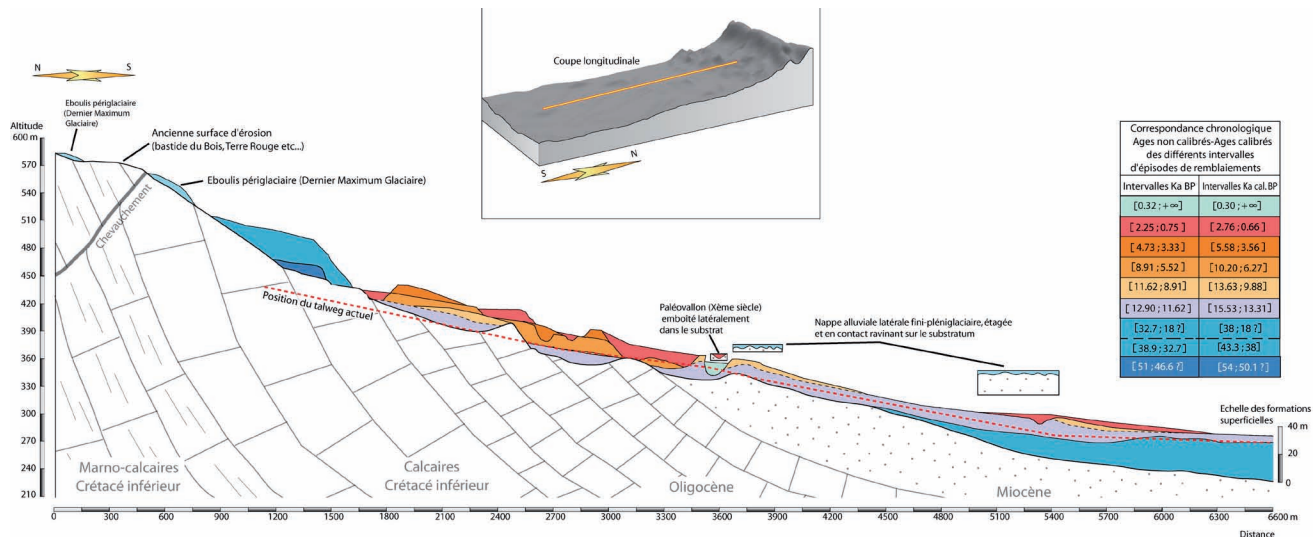 Coupe longitudinale
S
N
N
S
Eboulis périglaciaire
(Dernier Maximum
Glaciaire)
Altitude
600 m
570
540
510
480
450
420
390
360
330
300
270
240
210
Ancienne surface d'érosion
(bastide du Bois, Terre Rouge etc...)
Eboulis périglaciaire (Dernier Maximum Glaciaire)
Chevauchement
Position du talweg actuel
Paléovallon (Xème siècle)
emboité latéralement
dans le substrat
Nappe alluviale latérale fini-pléniglaciaire, étagée
et en contact ravinant sur le substratum
Correspondance chronologique
Ages non calibrés-Ages calibrés
des différents intervalles
d'épisodes de remblaiements
Intervalles Ka BP Intervalles Ka cal. BP
[0.32 ; +∞] [0.30 ; +∞]
[2.25 ; 0.75] [2.76 ; 0.66]
[4.73 ; 3.33] [5.58 ; 3.56]
[8.91 ; 5.52] [10.20 ; 6.27]
[11.62 ; 8.91] [13.63 ; 9.88]
[12.90 ; 11.62] [15.53 ; 13.31]
[32.7 ; 18 ?] [38 ; 18 ?]
[38.9 ; 32.7] [43.3 ; 38]
[51 ; 46.6 ?] [54 ; 50.1 ?]
Echelle des formations
superficielles
40 m
20
0
Marno-calcaires
Crétacé inférieur
Calcaires
Crétacé inférieur
Oligocène
Miocène
0 300 600 900 1200 1500 1800 2100 2400 2700 3000 3300 3600 3900 4200 4500 4800 5100 5400 5700 6000 6300 6600 m
Distance